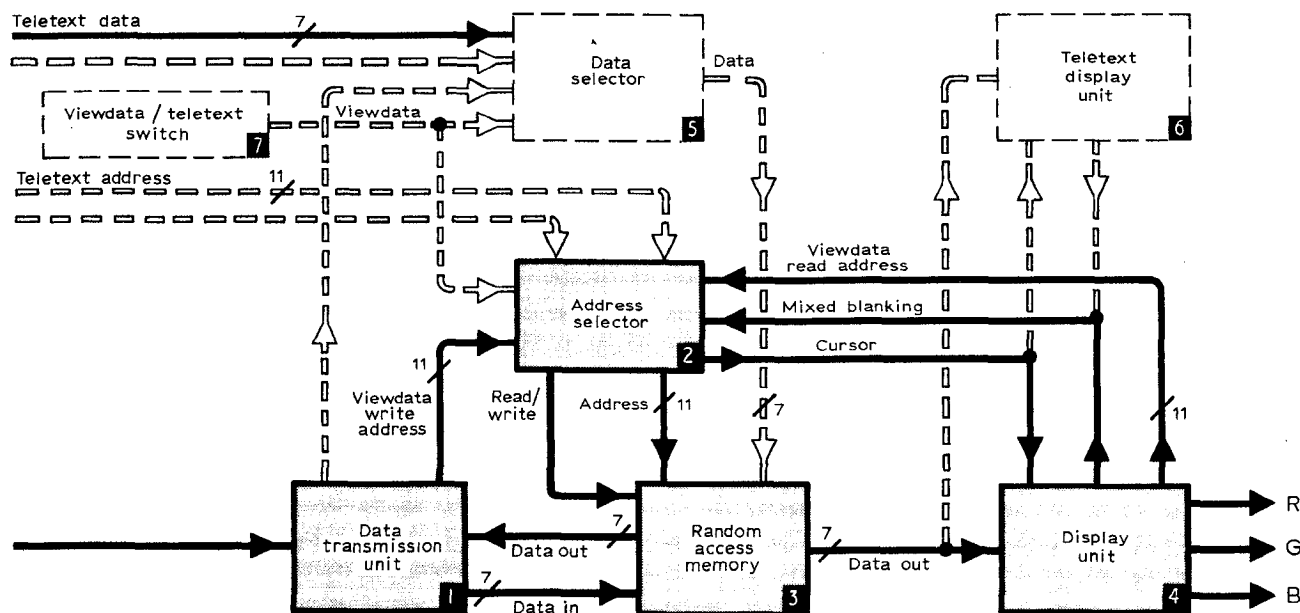 Teletext data
7
Data
selector
5
Data
Teletext
display
unit
6
Viewdata / teletext
switch
7
Viewdata
Teletext address
11
Viewdata
read address
Address
selector
2
Mixed blanking
Cursor
11
Viewdata
write
address
Read/
write
Address
11
7
11
Data
transmission
unit
1
7
Data out
7
Data in
Random
access
memory
3
7
Data out
Display
unit
4
R
G
B